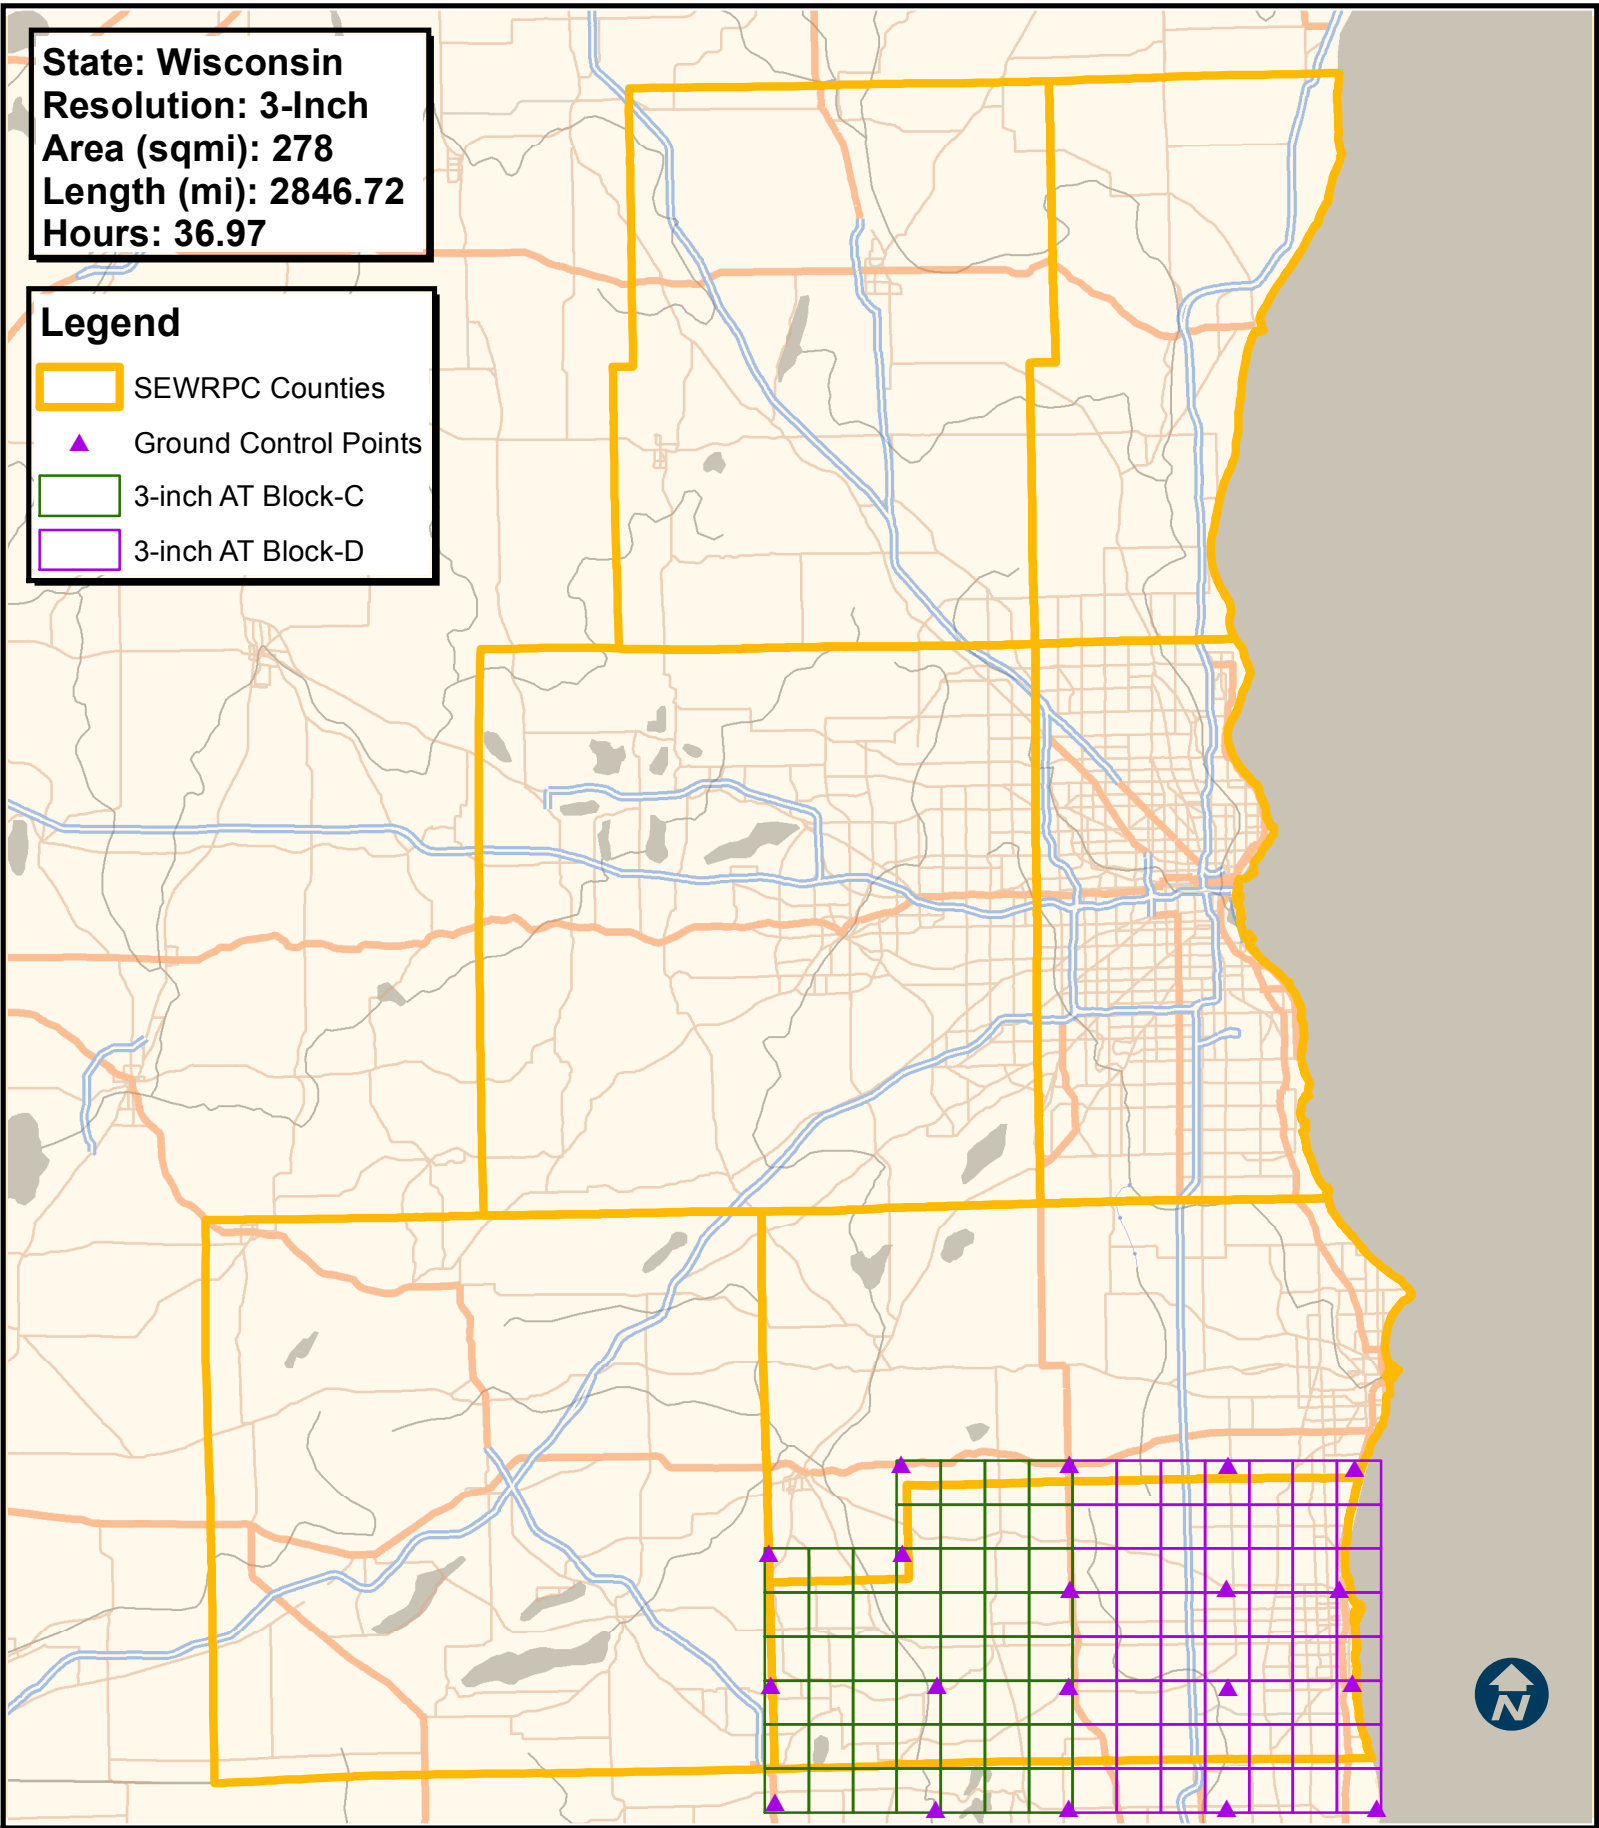 State: Wisconsin
Resolution: 3-Inch
Area (sqmi): 278
Length (mi): 2846.72
Hours: 36.97
Legend
SEWRPC Counties
Ground Control Points
3-inch AT Block-C
3-inch AT Block-D
N